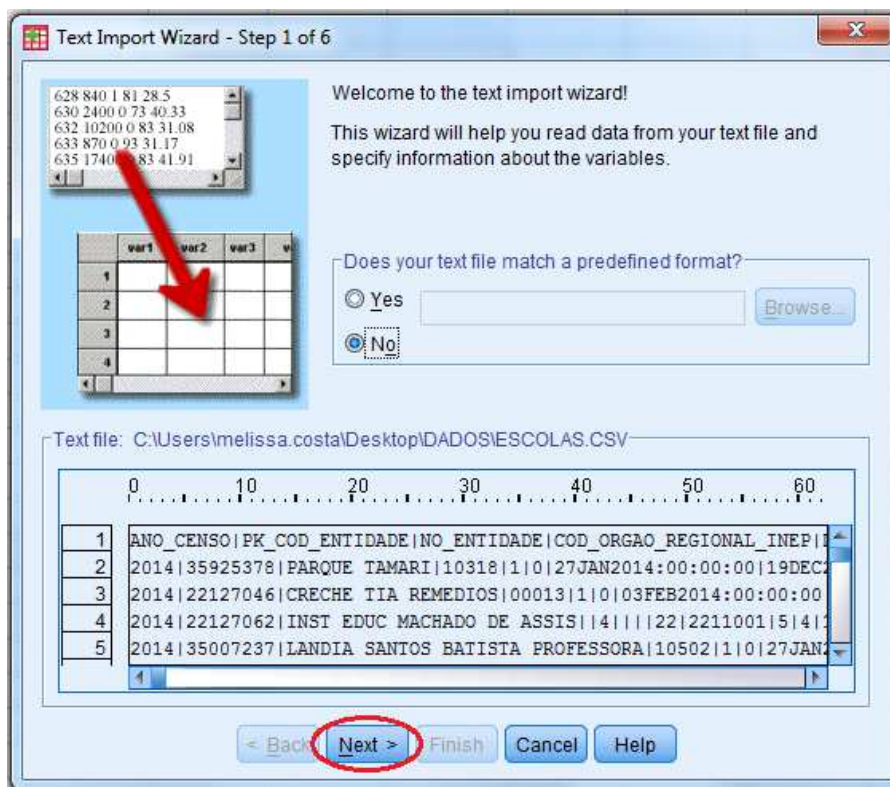 Text Import Wizard - Step 1 of 6
628 840 1 81 28.5
630 2400 0 73 40.33
632 10200 0 83 31.08
633 870 0 93 31.17
635 1740 83 41.91
var1 var2 var3
1
2
3
4
Welcome to the text import wizard!
This wizard will help you read data from your text file and
specify information about the variables.
Does your text file match a predefined format?
Yes
Browse...
No
Text file: C:\Users\melissa.costa\Desktop\DADOS\ESCOLAS.CSV
0 10 20 30 40 50 60
1 ANO_CENSO|PK_COD_ENTIDADE|NO_ENTIDADE|COD_ORGAO_REGIONAL_INEP|
2 2014|35925378|PARQUE TAMARI|10318|1|0|27JAN2014:00:00:00|19DEC
3 2014|22127046|CRECHE TIA REMEDIOS|00013|1|0|03FEB2014:00:00:00
4 2014|22127062|INST EDUC MACHADO DE ASSIS||4||||22|2211001|5|4|
5 2014|35007237|LANDIA SANTOS BATISTA PROFESSORA|10502|1|0|27JAN
< Back Next > Finish Cancel Help